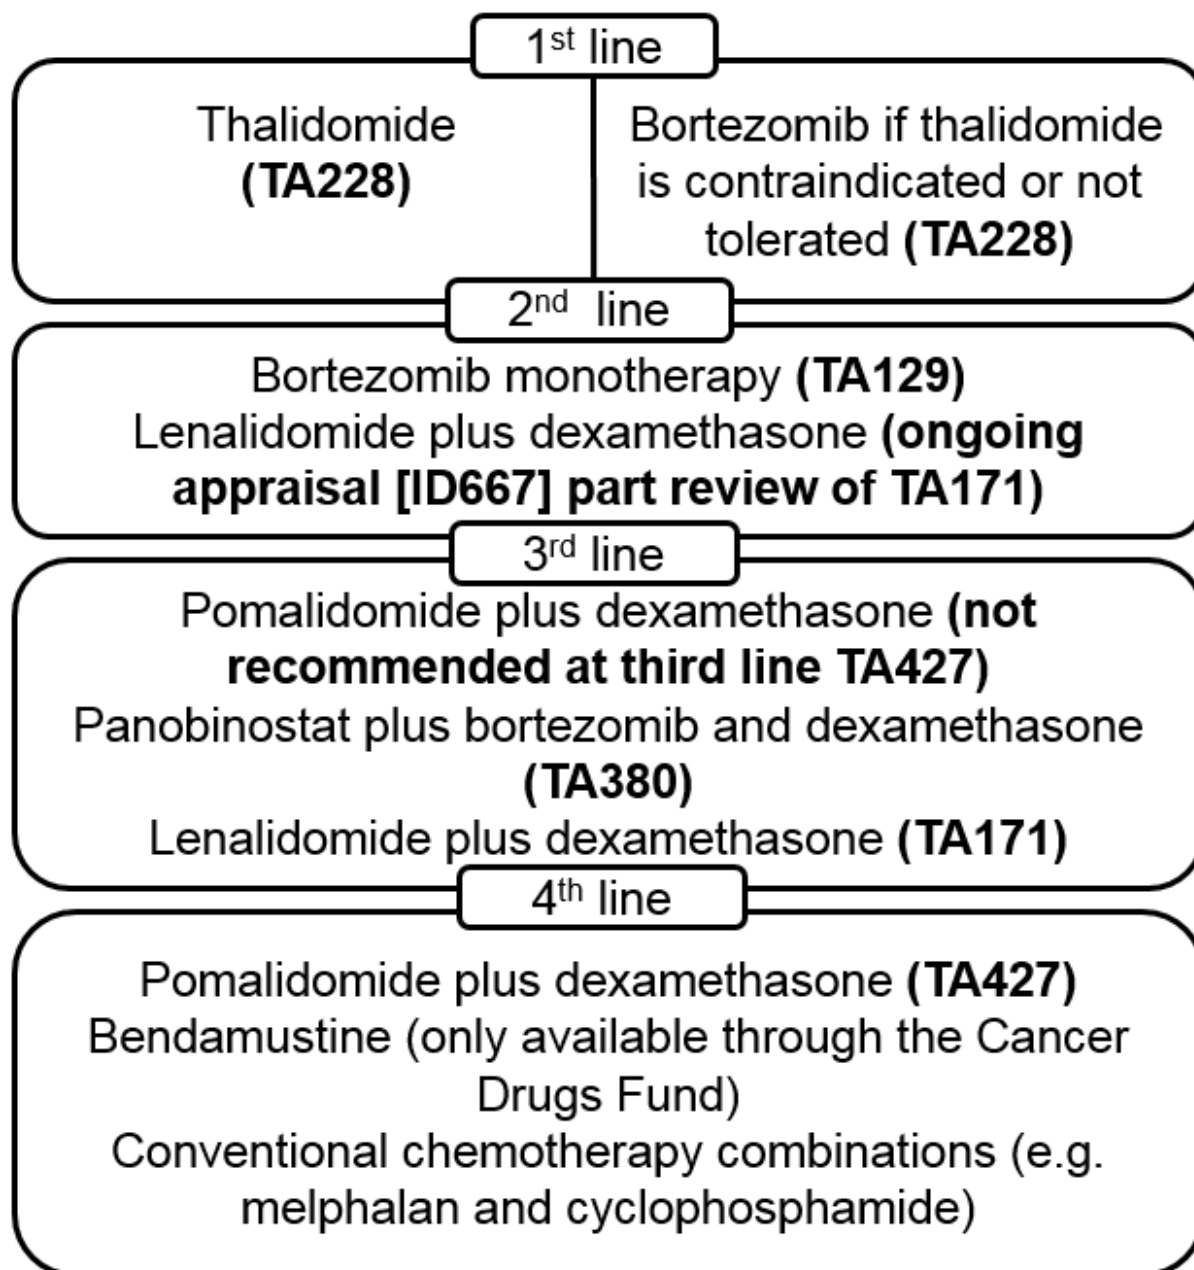 1st line
Thalidomide
(TA228)
Bortezomib if thalidomide
is contraindicated or not
tolerated (TA228)
2nd line
Bortezomib monotherapy (TA129)
Lenalidomide plus dexamethasone (ongoing
appraisal [ID667] part review of TA171)
3rd line
Pomalidomide plus dexamethasone (not
recommended at third line TA427)
Panobinostat plus bortezomib and dexamethasone
(TA380)
Lenalidomide plus dexamethasone (TA171)
4th line
Pomalidomide plus dexamethasone (TA427)
Bendamustine (only available through the Cancer
Drugs Fund)
Conventional chemotherapy combinations (e.g.
melphalan and cyclophosphamide)